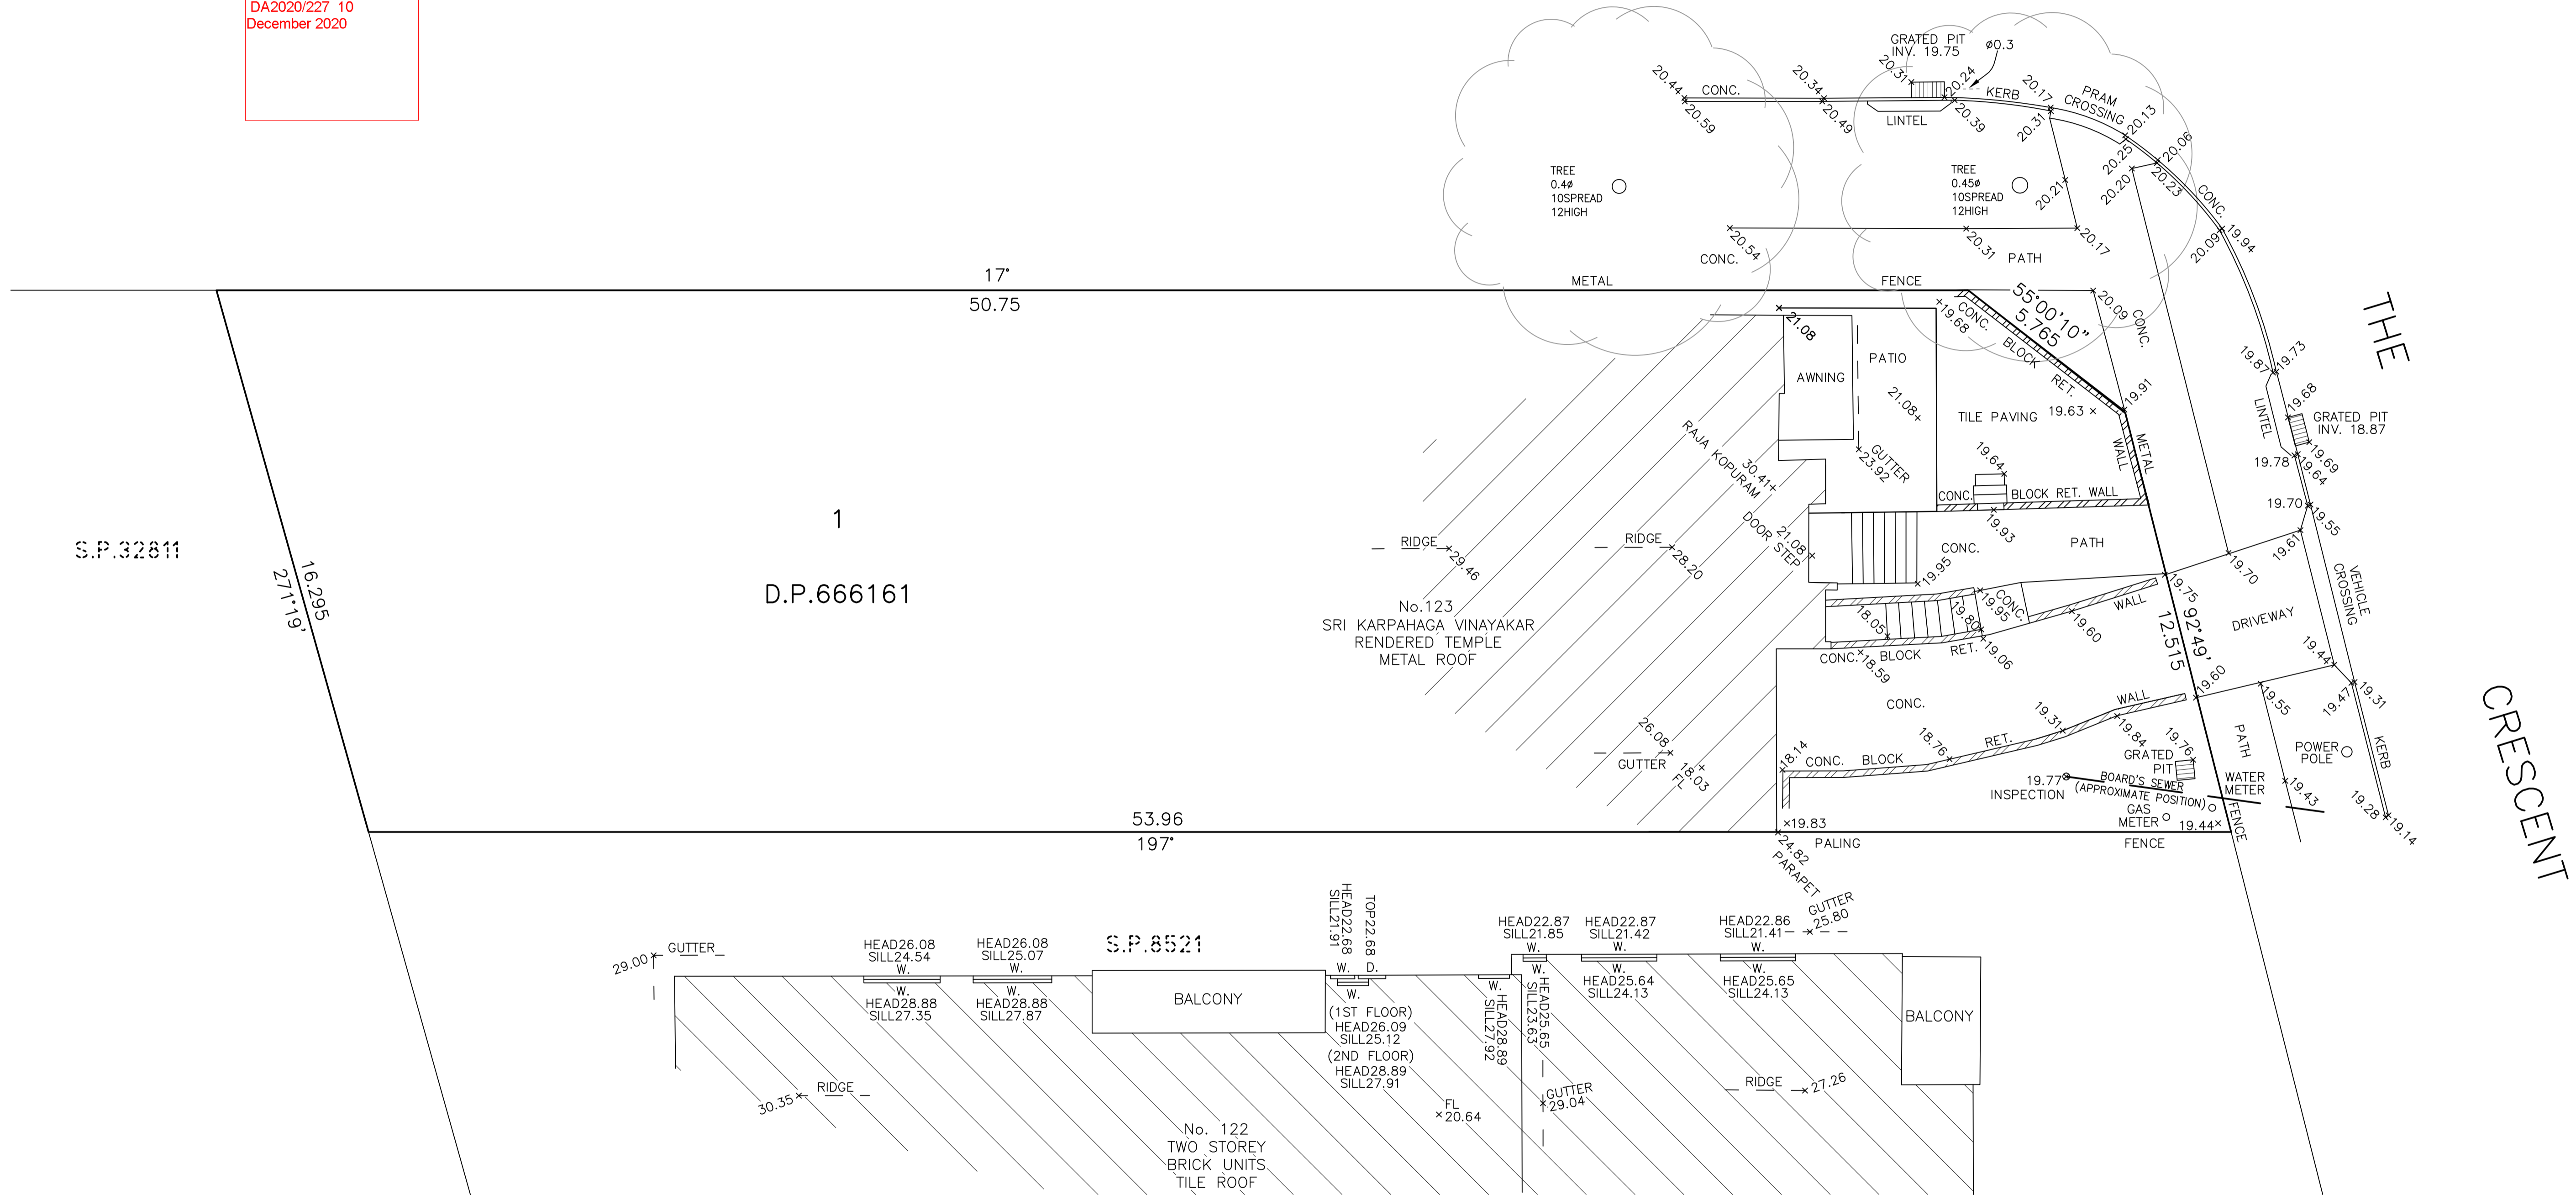 DA2020/227 10
December 2020
GRATED PIT
INV. 19.75
ø0.3
20.31
20.24
20.44
CONC.
20.34
KERB
20.17
PRAM
CROSSING
20.59
20.49
LINTEL
20.39
20.31
20.13
20.25
20.06
20.20
20.23
TREE
0.4ø
10SPREAD
12HIGH
TREE
0.45ø
10SPREAD
12HIGH
20.21
CONC.
19.94
20.09
20.54
20.31
20.17
CONC.
PATH
17°
50.75
METAL
FENCE
55°00'10"
5.765
20.09
CONC.
THE
21.08
19.68
CONC.
BLOCK
RET.
PATIO
AWNING
21.08
TILE PAVING
19.63
19.91
19.87
19.73
19.68
LINTEL
GRATED PIT
INV. 18.87
WALL
METAL
19.78
19.69
19.64
RAJA KOPURAM
30.41
GUTTER
23.92
19.64
CONC.
BLOCK RET. WALL
19.93
19.70
19.55
1
D.P.666161
S.P.32811
16.295
271°19'
RIDGE
29.46
RIDGE
28.20
21.08
DOOR STEP
CONC.
PATH
19.95
19.61
19.70
19.75
VEHICLE
CROSSING
No.123
SRI KARPAHAGA VINAYAKAR
RENDERED TEMPLE
METAL ROOF
18.05
19.80
19.95
CONC.
WALL
19.60
92°49'
12.515
DRIVEWAY
CONC.
BLOCK
RET.
18.59
19.06
19.44
19.60
CONC.
WALL
19.55
19.47
19.31
26.08
GUTTER
18.03
FL
18.14
CONC.
BLOCK
18.76
RET.
19.31
19.84
19.76
GRATED
PIT
PATH
POWER
POLE
KERB
CRESCENT
19.77
INSPECTION
BOARD'S SEWER
(APPROXIMATE POSITION)
WATER
METER
19.43
GAS
METER
19.44
FENCE
19.28
19.14
53.96
197°
19.83
24.82
PARAPET
PALING
FENCE
GUTTER
25.80
S.P.8521
29.00
GUTTER
HEAD26.08
SILL24.54
W.
HEAD26.08
SILL25.07
W.
HEAD22.68
SILL21.91
W.
TOP22.68
D.
HEAD22.87
SILL21.85
W.
HEAD22.87
SILL21.42
W.
HEAD22.86
SILL21.41
W.
W.
HEAD28.88
SILL27.35
W.
HEAD28.88
SILL27.87
BALCONY
W.
(1ST FLOOR)
HEAD26.09
SILL25.12
(2ND FLOOR)
HEAD28.89
SILL27.91
W.
HEAD28.89
SILL27.92
W.
HEAD25.65
SILL23.63
W.
HEAD25.64
SILL24.13
W.
HEAD25.65
SILL24.13
BALCONY
30.35
RIDGE
FL
20.64
GUTTER
29.04
RIDGE
27.26
No. 122
TWO STOREY
BRICK UNITS
TILE ROOF